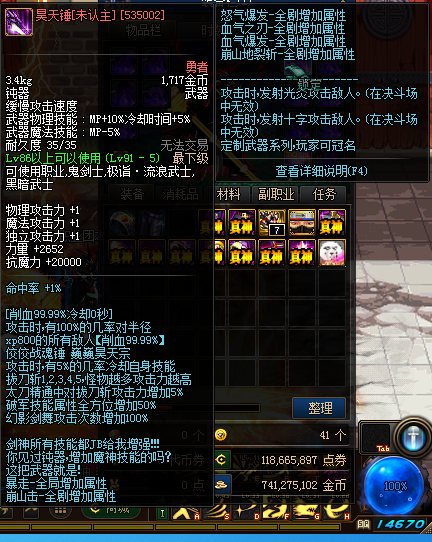 昊天锤[未认主] [535002]
勇者
3.4kg
1,717金币
钝器
武器
缓慢攻击速度
武器物理技能: MP+10%冷却时间+5%
武器魔法技能: MP-5%
耐久度 35/35
无法交易
Lv86以上可以使用 (Lv91 - 5)
最下级
可使用职业,鬼剑士,极诣·流浪武士,
黑暗武士
物理攻击力 +1
魔法攻击力 +1
独立攻击力 +1
力量 +2652
抗魔力 +20000
命中率 +1%
[削血99.99%冷却0秒]
攻击时,有100%的几率对半径
xp800的所有敌人【削血99.99%】
佼佼战魂锤 巍巍昊天宗
攻击时,有5%的几率冷却自身技能
拔刀斩1,2,3,4,5,怪物越多攻击力越高
太刀精通中对拔刀斩攻击力增加5%
破军技能属性全方位增加50%
幻影剑舞攻击次数增加100%
剑神所有技能都JB给我增强!!!
你见过钝器,增加魔神技能的吗?
这把武器就是!
暴走-全局增加属性
崩山击-全剧增加属性
怒气爆发-全剧增加属性
血气之刃-全剧增加属性
血气爆发-全剧增加属性
崩山地裂斩-全剧增加属性
攻击时,发射光炎攻击敌人。(在决斗场
中无效)
攻击时,发射十字攻击敌人。(在决斗场
中无效)
定制武器系列,玩家可冠名
查看详细说明(F4)
装备
消耗品
材料
副职业
任务
真神
真神
真神
7
真神
真神
真神
真神
真神
整理
0 个
41 个
代币券
118,665,897 点券
0 点
741,275,102 金币
Tab
100%
A S D F G H
14670